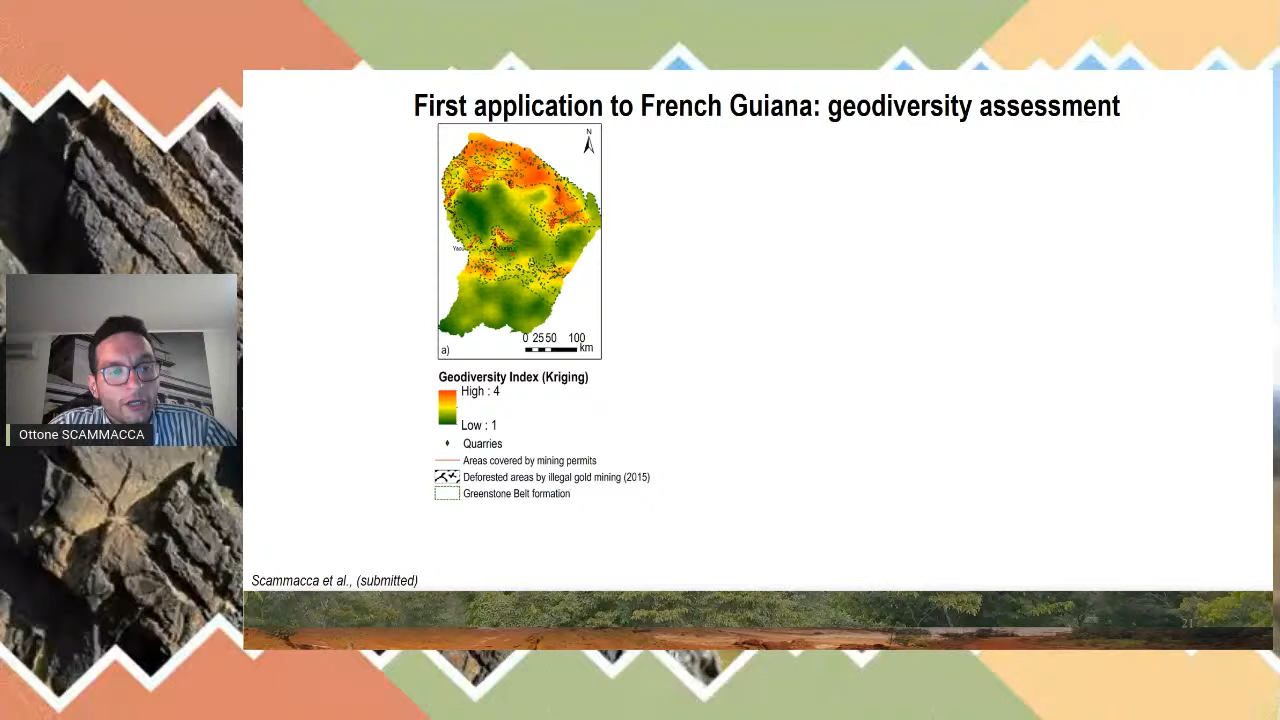 First application to French Guiana: geodiversity assessment
N
0 25 50 100
km
a)
Geodiversity Index (Kriging)
High : 4
Low : 1
Quarries
Areas covered by mining permits
Deforested areas by illegal gold mining (2015)
Greenstone Belt formation
Ottone SCAMMACCA
Scammacca et al., (submitted)
21